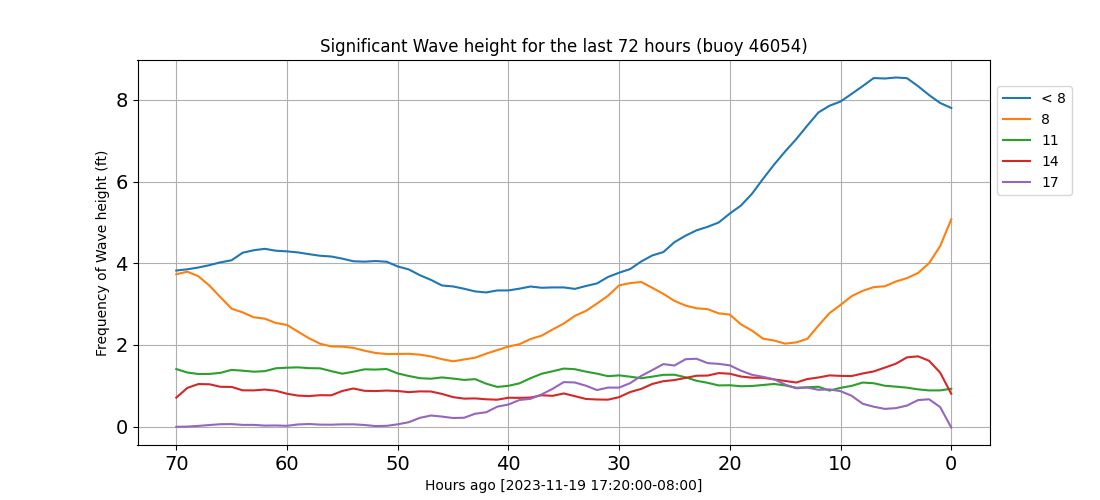 Significant Wave height for the last 72 hours (buoy 46054)
Frequency of Wave height (ft)
8
6
4
2
0
70 60 50 40 30 20 10 0
Hours ago [2023-11-19 17:20:00-08:00]
< 8
8
11
14
17